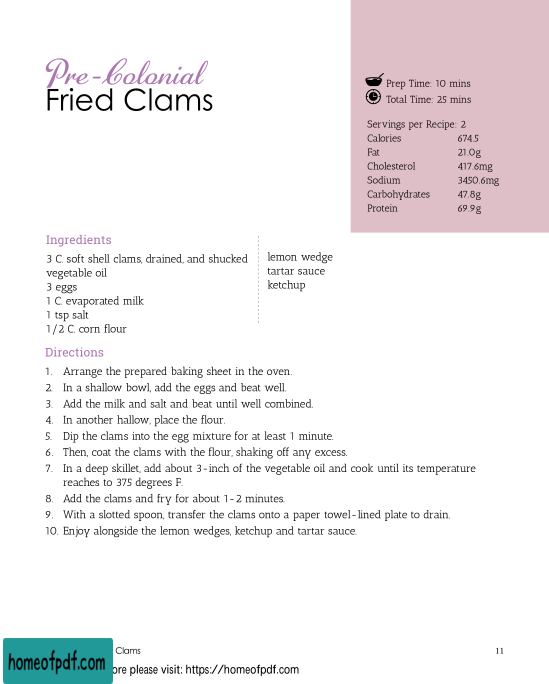 Pre-Colonial
Fried Clams
Prep Time: 10 mins
Total Time: 25 mins
Servings per Recipe: 2
Calories 674.5
Fat 21.0g
Cholesterol 417.6mg
Sodium 3450.6mg
Carbohydrates 47.8g
Protein 69.9g
Ingredients
3 C. soft shell clams, drained, and shucked
vegetable oil
3 eggs
1 C. evaporated milk
1 tsp salt
1/2 C. corn flour
lemon wedge
tartar sauce
ketchup
Directions
1. Arrange the prepared baking sheet in the oven.
2. In a shallow bowl, add the eggs and beat well.
3. Add the milk and salt and beat until well combined.
4. In another hallow, place the flour.
5. Dip the clams into the egg mixture for at least 1 minute.
6. Then, coat the clams with the flour, shaking off any excess.
7. In a deep skillet, add about 3-inch of the vegetable oil and cook until its temperature
reaches to 375 degrees F.
8. Add the clams and fry for about 1-2 minutes.
9. With a slotted spoon, transfer the clams onto a paper towel-lined plate to drain.
10. Enjoy alongside the lemon wedges, ketchup and tartar sauce.
Clams 11
homeofpdf.com
ore please visit: https://homeofpdf.com